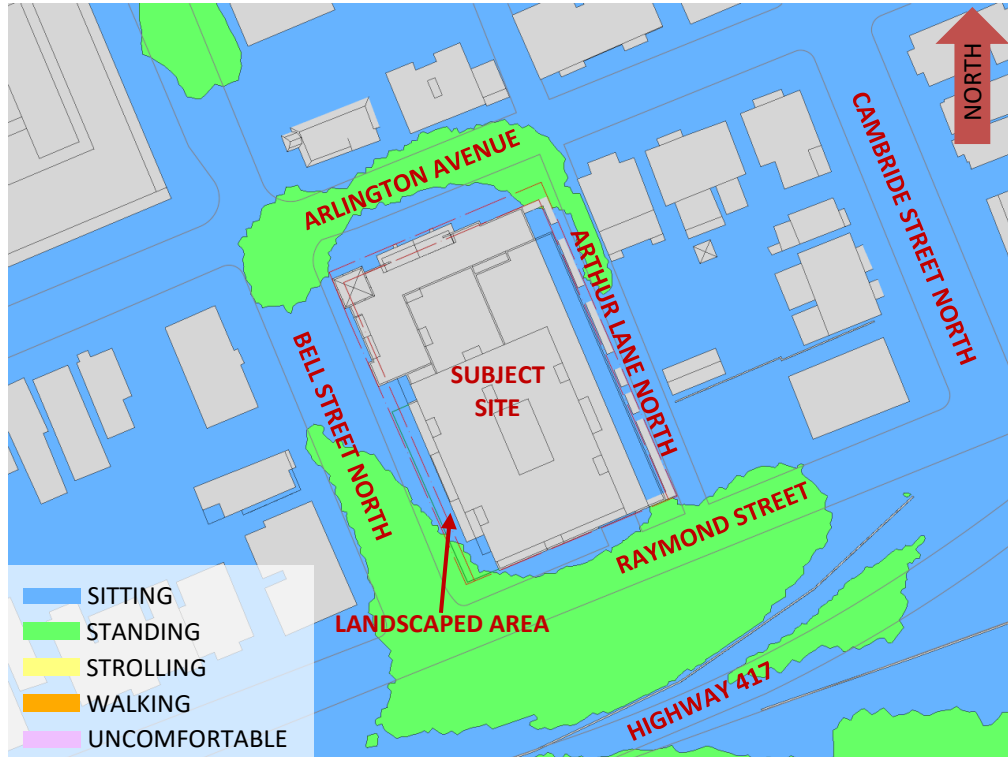 NORTH
ARLINGTON AVENUE
CAMBRIDE STREET NORTH
ARTHUR LANE NORTH
BELL STREET NORTH
SUBJECT
SITE
RAYMOND STREET
LANDSCAPED AREA
HIGHWAY 417
SITTING
STANDING
STROLLING
WALKING
UNCOMFORTABLE